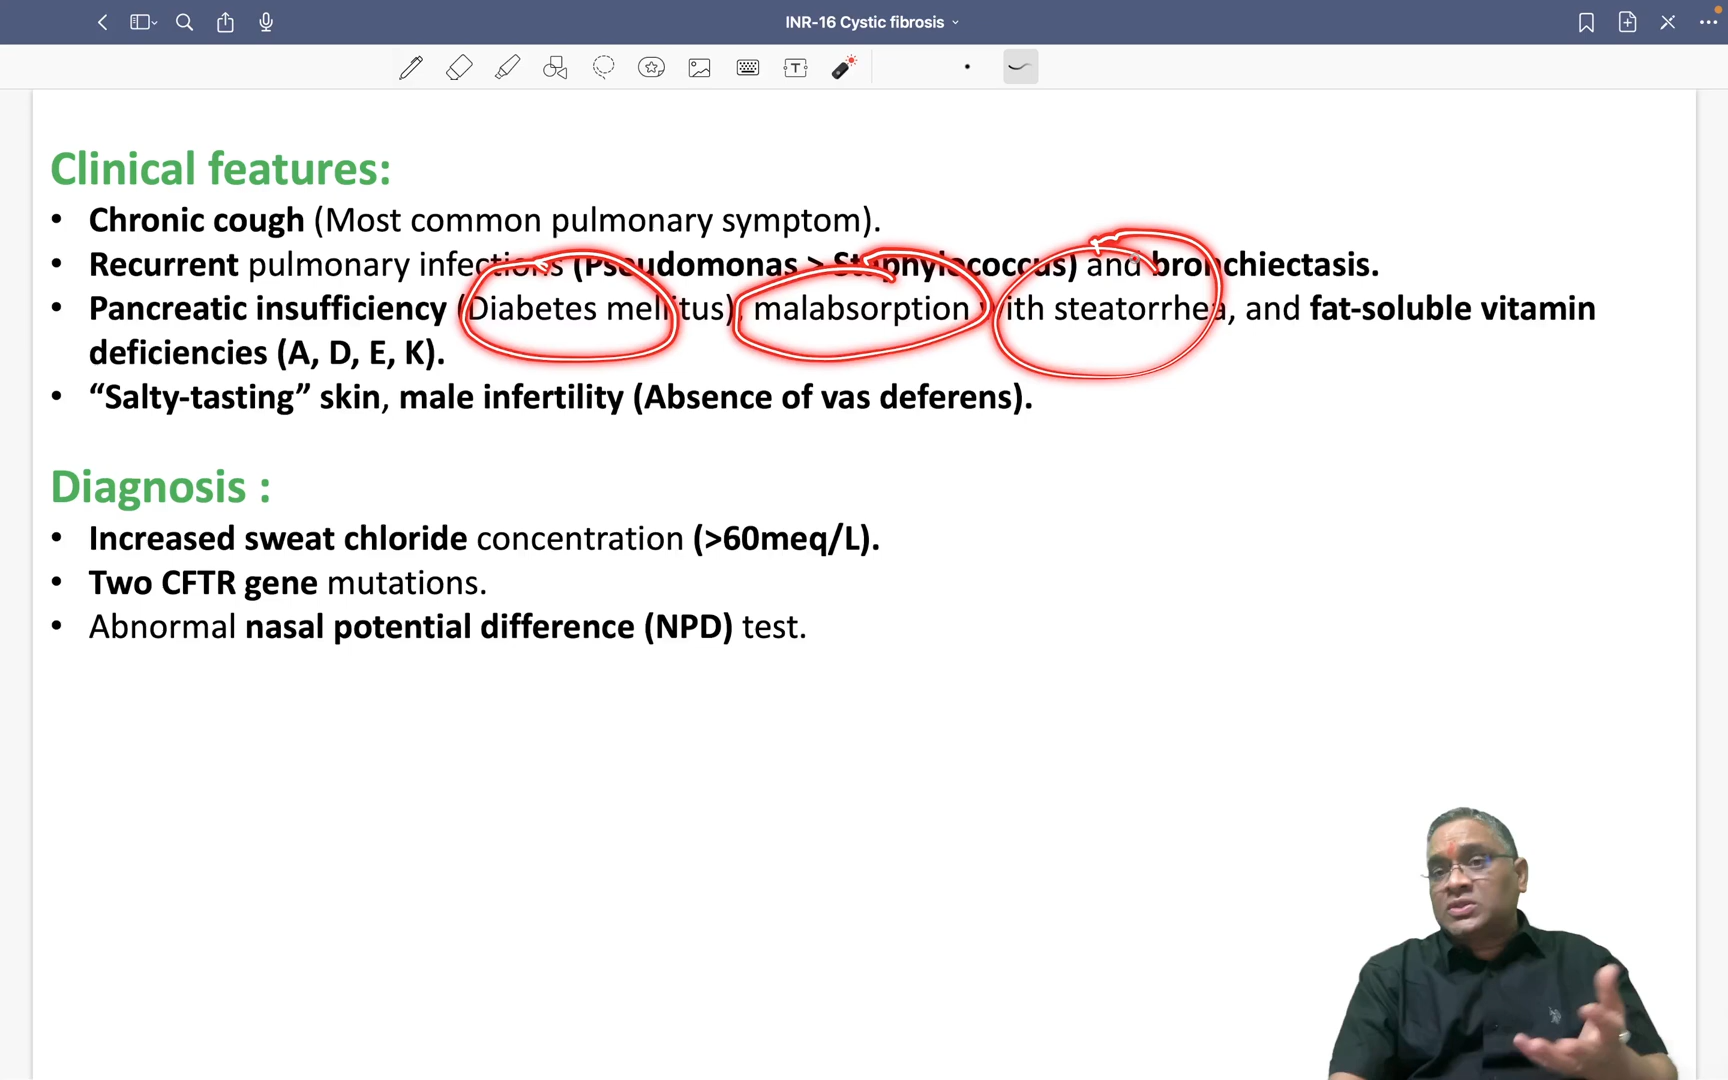 INR-16 Cystic fibrosis
Clinical features:
• Chronic cough (Most common pulmonary symptom).
• Recurrent pulmonary infections (Pseudomonas > Staphylococcus) and bronchiectasis.
• Pancreatic insufficiency (Diabetes mellitus), malabsorption with steatorrhea, and fat-soluble vitamin
deficiencies (A, D, E, K).
• “Salty-tasting” skin, male infertility (Absence of vas deferens).
Diagnosis :
• Increased sweat chloride concentration (>60meq/L).
• Two CFTR gene mutations.
• Abnormal nasal potential difference (NPD) test.